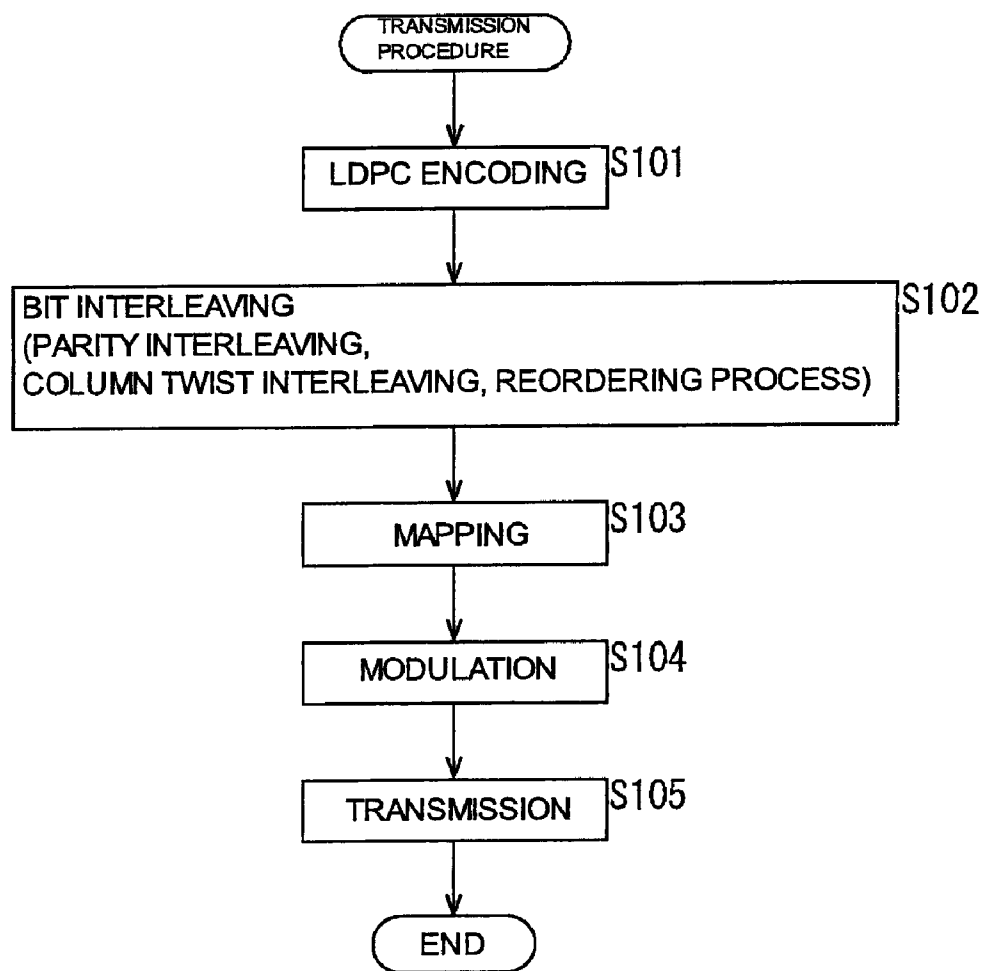 TRANSMISSION
PROCEDURE
LDPC ENCODING
S101
BIT INTERLEAVING
(PARITY INTERLEAVING,
COLUMN TWIST INTERLEAVING, REORDERING PROCESS)
S102
MAPPING
S103
MODULATION
S104
TRANSMISSION
S105
END